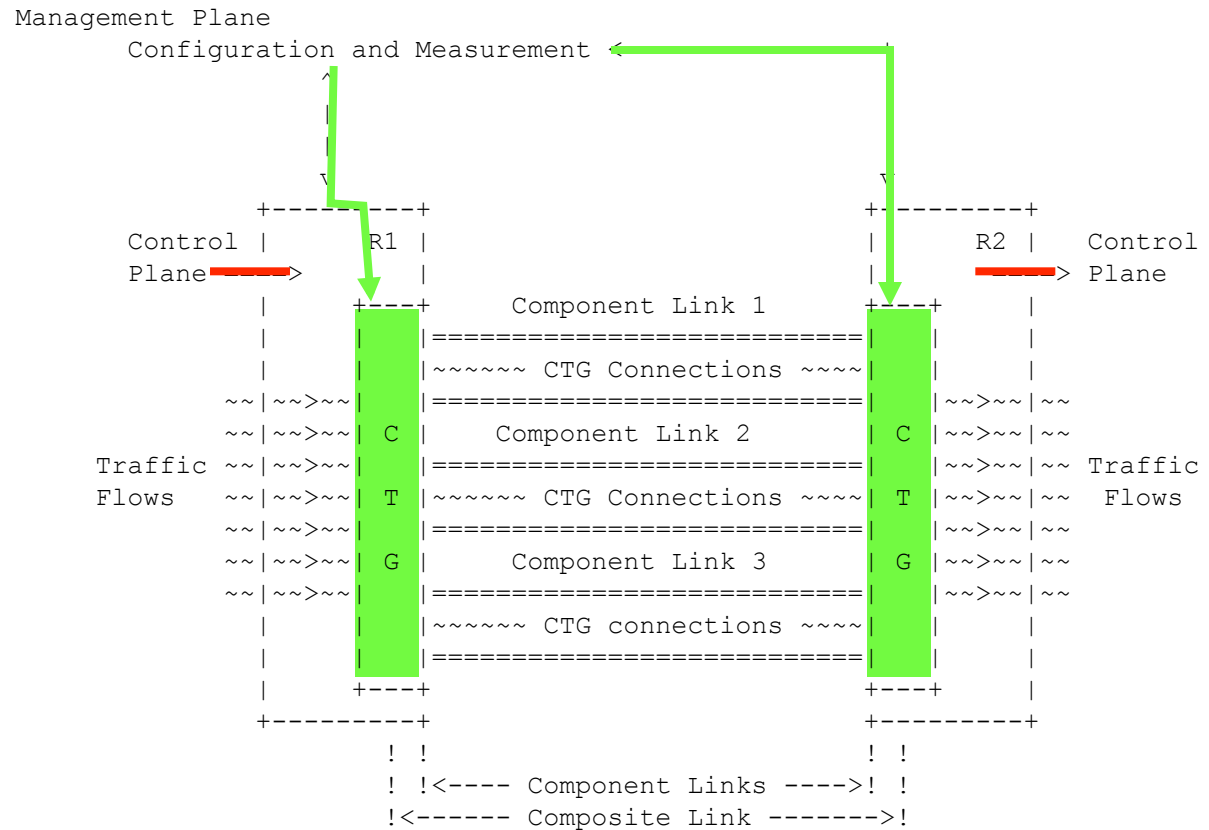 Management Plane
Configuration and Measurement <
^
|
|
v v
+----------+ +----------+
Control | R1 | | R2 | Control
Plane ----> | | ----> Plane
| +---+ Component Link 1 +---+ |
| | |===========================| | |
| | |~~~~~~ CTG Connections ~~~~| | |
~~|~~>~~| |===========================| |~~>~~|~~
~~|~~>~~| C | Component Link 2 | C |~~>~~|~~
Traffic ~~|~~>~~| |===========================| |~~>~~|~~ Traffic
Flows ~~|~~>~~| T |~~~~~~ CTG Connections ~~~~| T |~~>~~|~~ Flows
~~|~~>~~| |===========================| |~~>~~|~~
~~|~~>~~| G | Component Link 3 | G |~~>~~|~~
~~|~~>~~| |===========================| |~~>~~|~~
| | |~~~~~~ CTG connections ~~~~| | |
| | |===========================| | |
| +---+ +---+ |
+---------+ +---------+
! ! ! !
! !<---- Component Links ---->! !
!<------ Composite Link ------->!